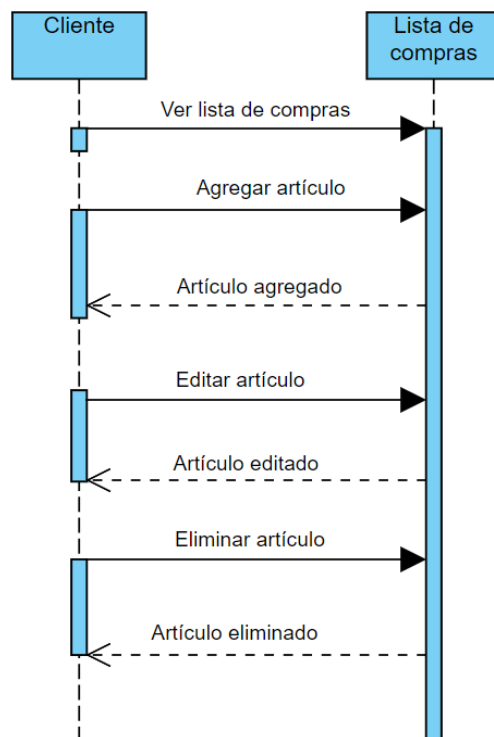 Cliente
Lista de
compras
Ver lista de compras
Agregar artículo
Artículo agregado
Editar artículo
Artículo editado
Eliminar artículo
Artículo eliminado